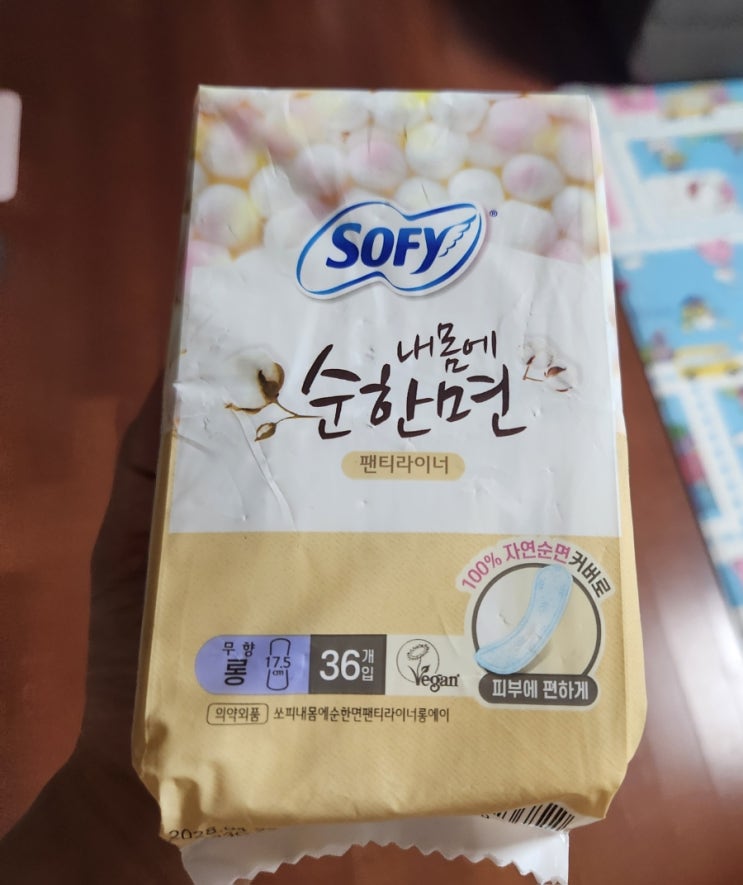 SOFY®
내몸에
순한면
팬티라이너
100% 자연순면커버로
무향
롱
17.5
cm
36개입
Vegan
피부에 편하게
의약외품 쏘피내몸에순한면팬티라이너롱에이